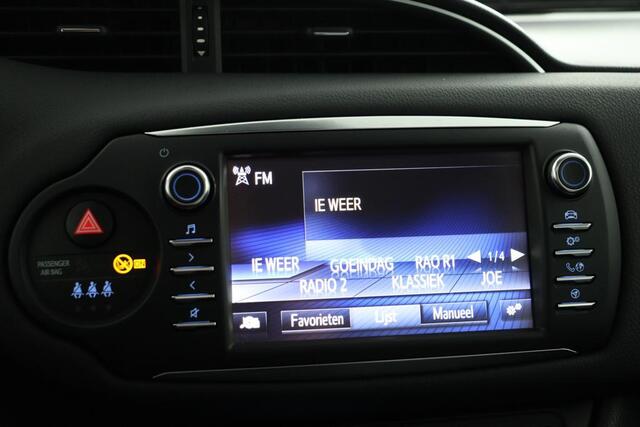 FM
IE WEER
IE WEER GOEINDAG RAO R1 1/4
RADIO 2 KLASSIEK JOE
Favorieten Lijst Manueel
PASSENGER
AIR BAG